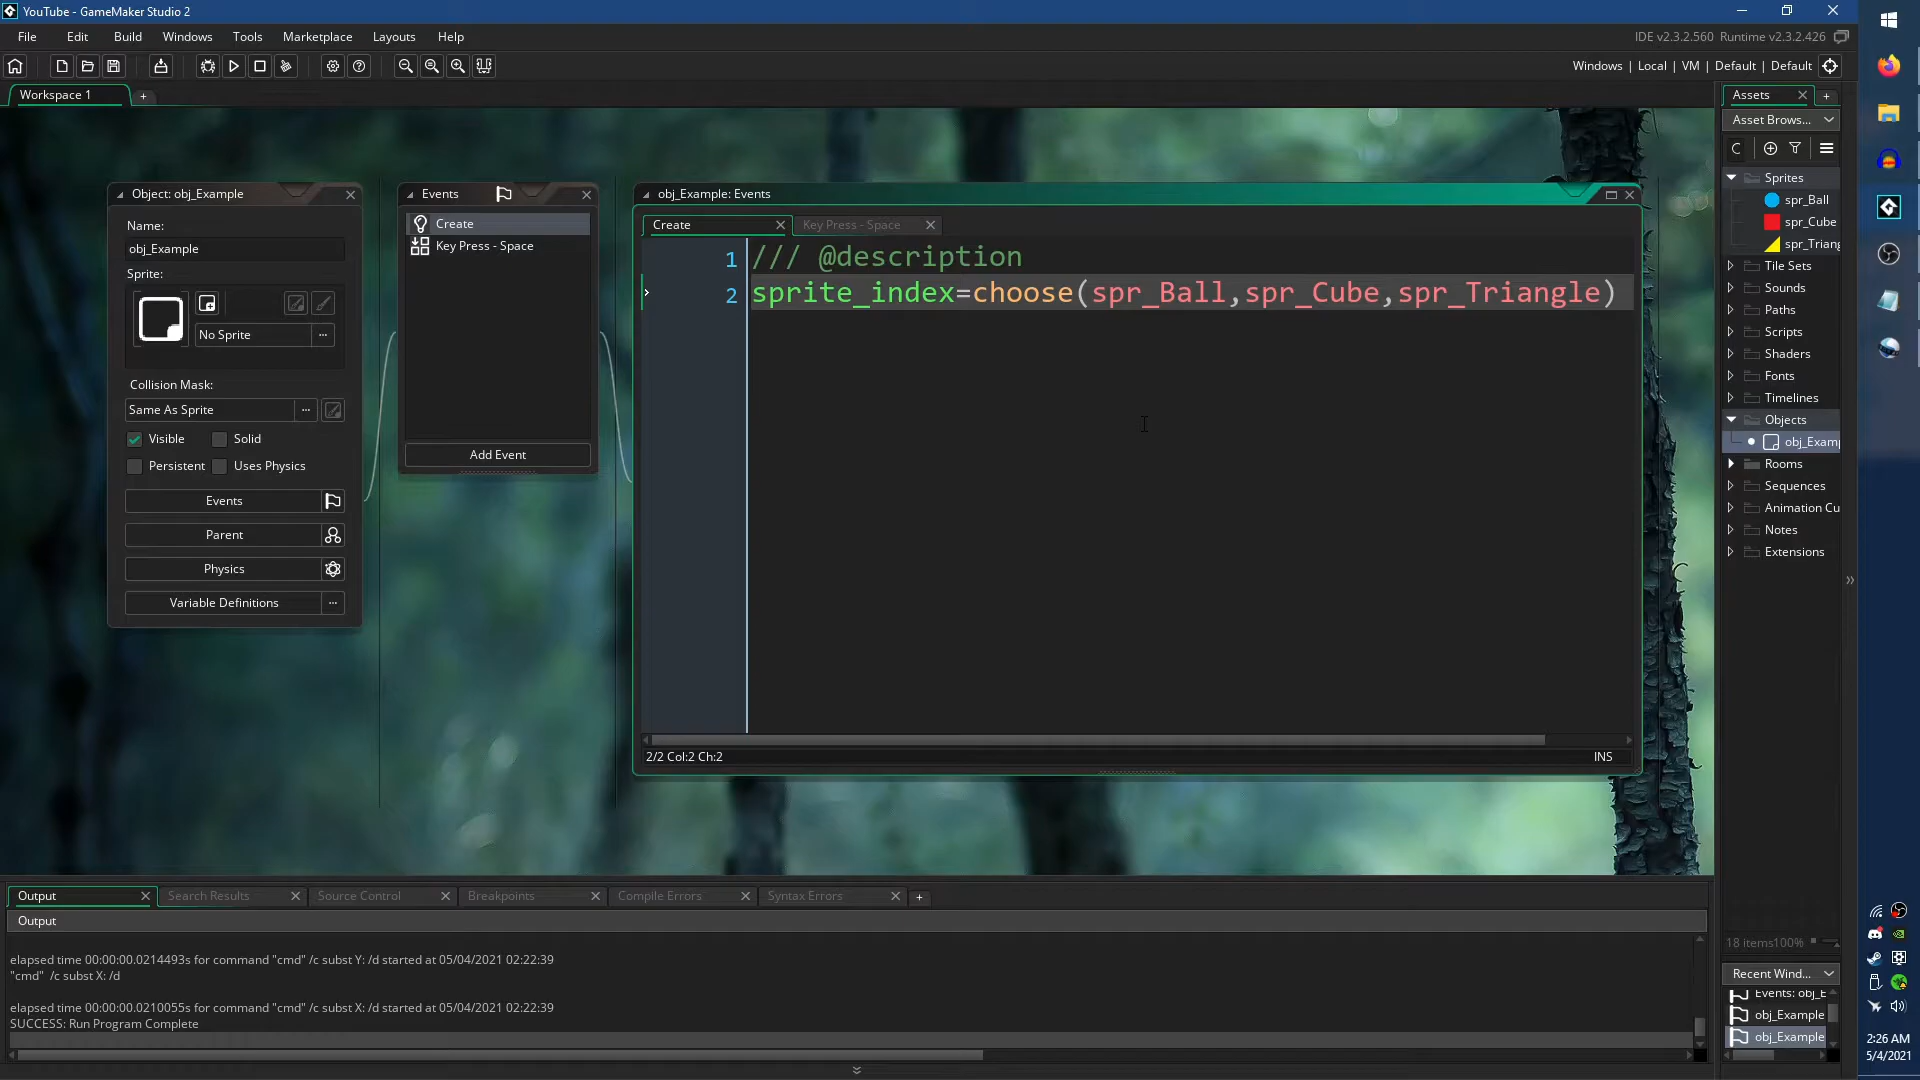 YouTube - GameMaker Studio 2
File Edit Build Windows Tools Marketplace Layouts Help
IDE v2.3.2.560 Runtime v2.3.2.426
Windows | Local | VM | Default | Default
Workspace 1
Assets
Asset Brows...
Object: obj_Example
Name:
obj_Example
Sprite:
No Sprite
Collision Mask:
Same As Sprite
Visible Solid
Persistent Uses Physics
Events
Parent
Physics
Variable Definitions
Events
Create
Key Press - Space
Add Event
obj_Example: Events
Create Key Press - Space
1 /// @description
2 sprite_index=choose(spr_Ball,spr_Cube,spr_Triangle)
2/2 Col:2 Ch:2 INS
Sprites
spr_Ball
spr_Cube
spr_Triang
Tile Sets
Sounds
Paths
Scripts
Shaders
Fonts
Timelines
Objects
obj_Examp
Rooms
Sequences
Animation Cu
Notes
Extensions
18 items 100%
Recent Wind...
Events: obj_E
obj_Example
obj_Example
Output Search Results Source Control Breakpoints Compile Errors Syntax Errors
Output
elapsed time 00:00:00.0214493s for command "cmd" /c subst Y: /d started at 05/04/2021 02:22:39
"cmd" /c subst X: /d
elapsed time 00:00:00.0210055s for command "cmd" /c subst X: /d started at 05/04/2021 02:22:39
SUCCESS: Run Program Complete
2:26 AM
5/4/2021